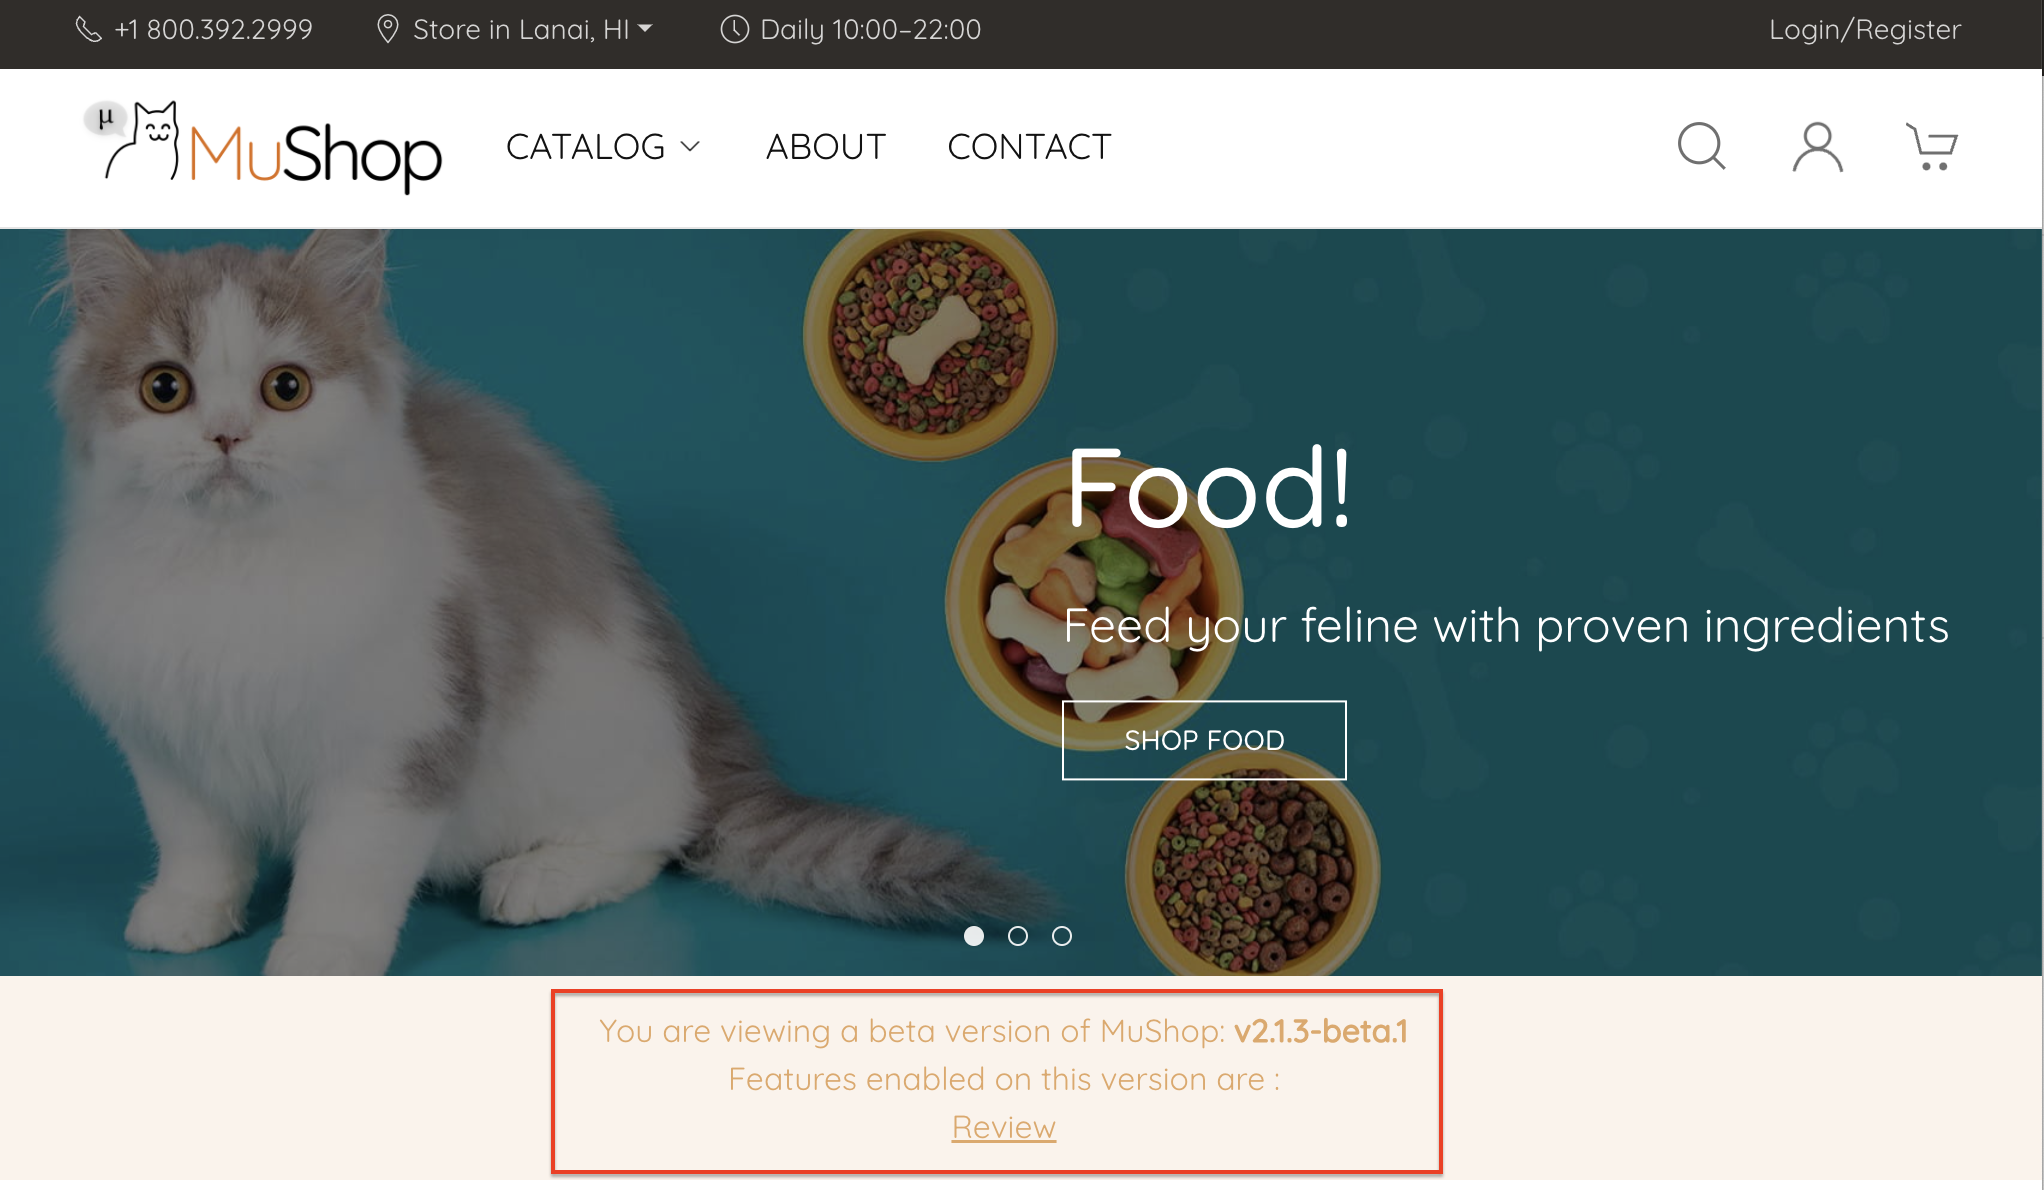 +1 800.392.2999
Store in Lanai, HI
Daily 10:00–22:00
Login/Register
μ
MuShop
CATALOG
ABOUT
CONTACT
Food!
Feed your feline with proven ingredients
SHOP FOOD
You are viewing a beta version of MuShop: v2.1.3-beta.1
Features enabled on this version are :
Review